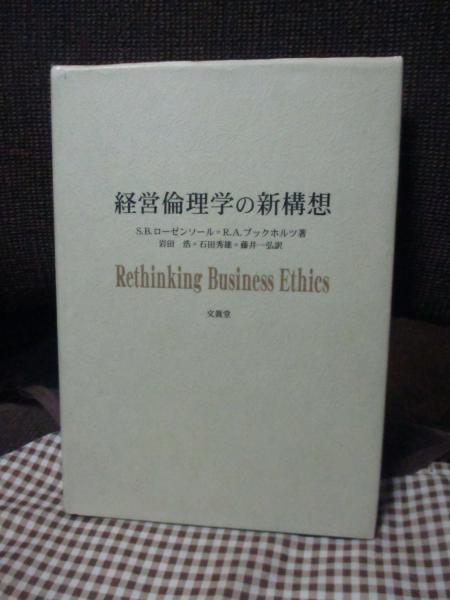 経営倫理学の新構想
S.B.ローゼンソール＝R.A.ブックホルツ著
岩田 浩＝石田秀雄＝藤井一弘訳
Rethinking Business Ethics
文眞堂